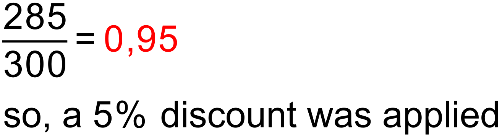 285/300 = 0,95
so, a 5% discount was applied